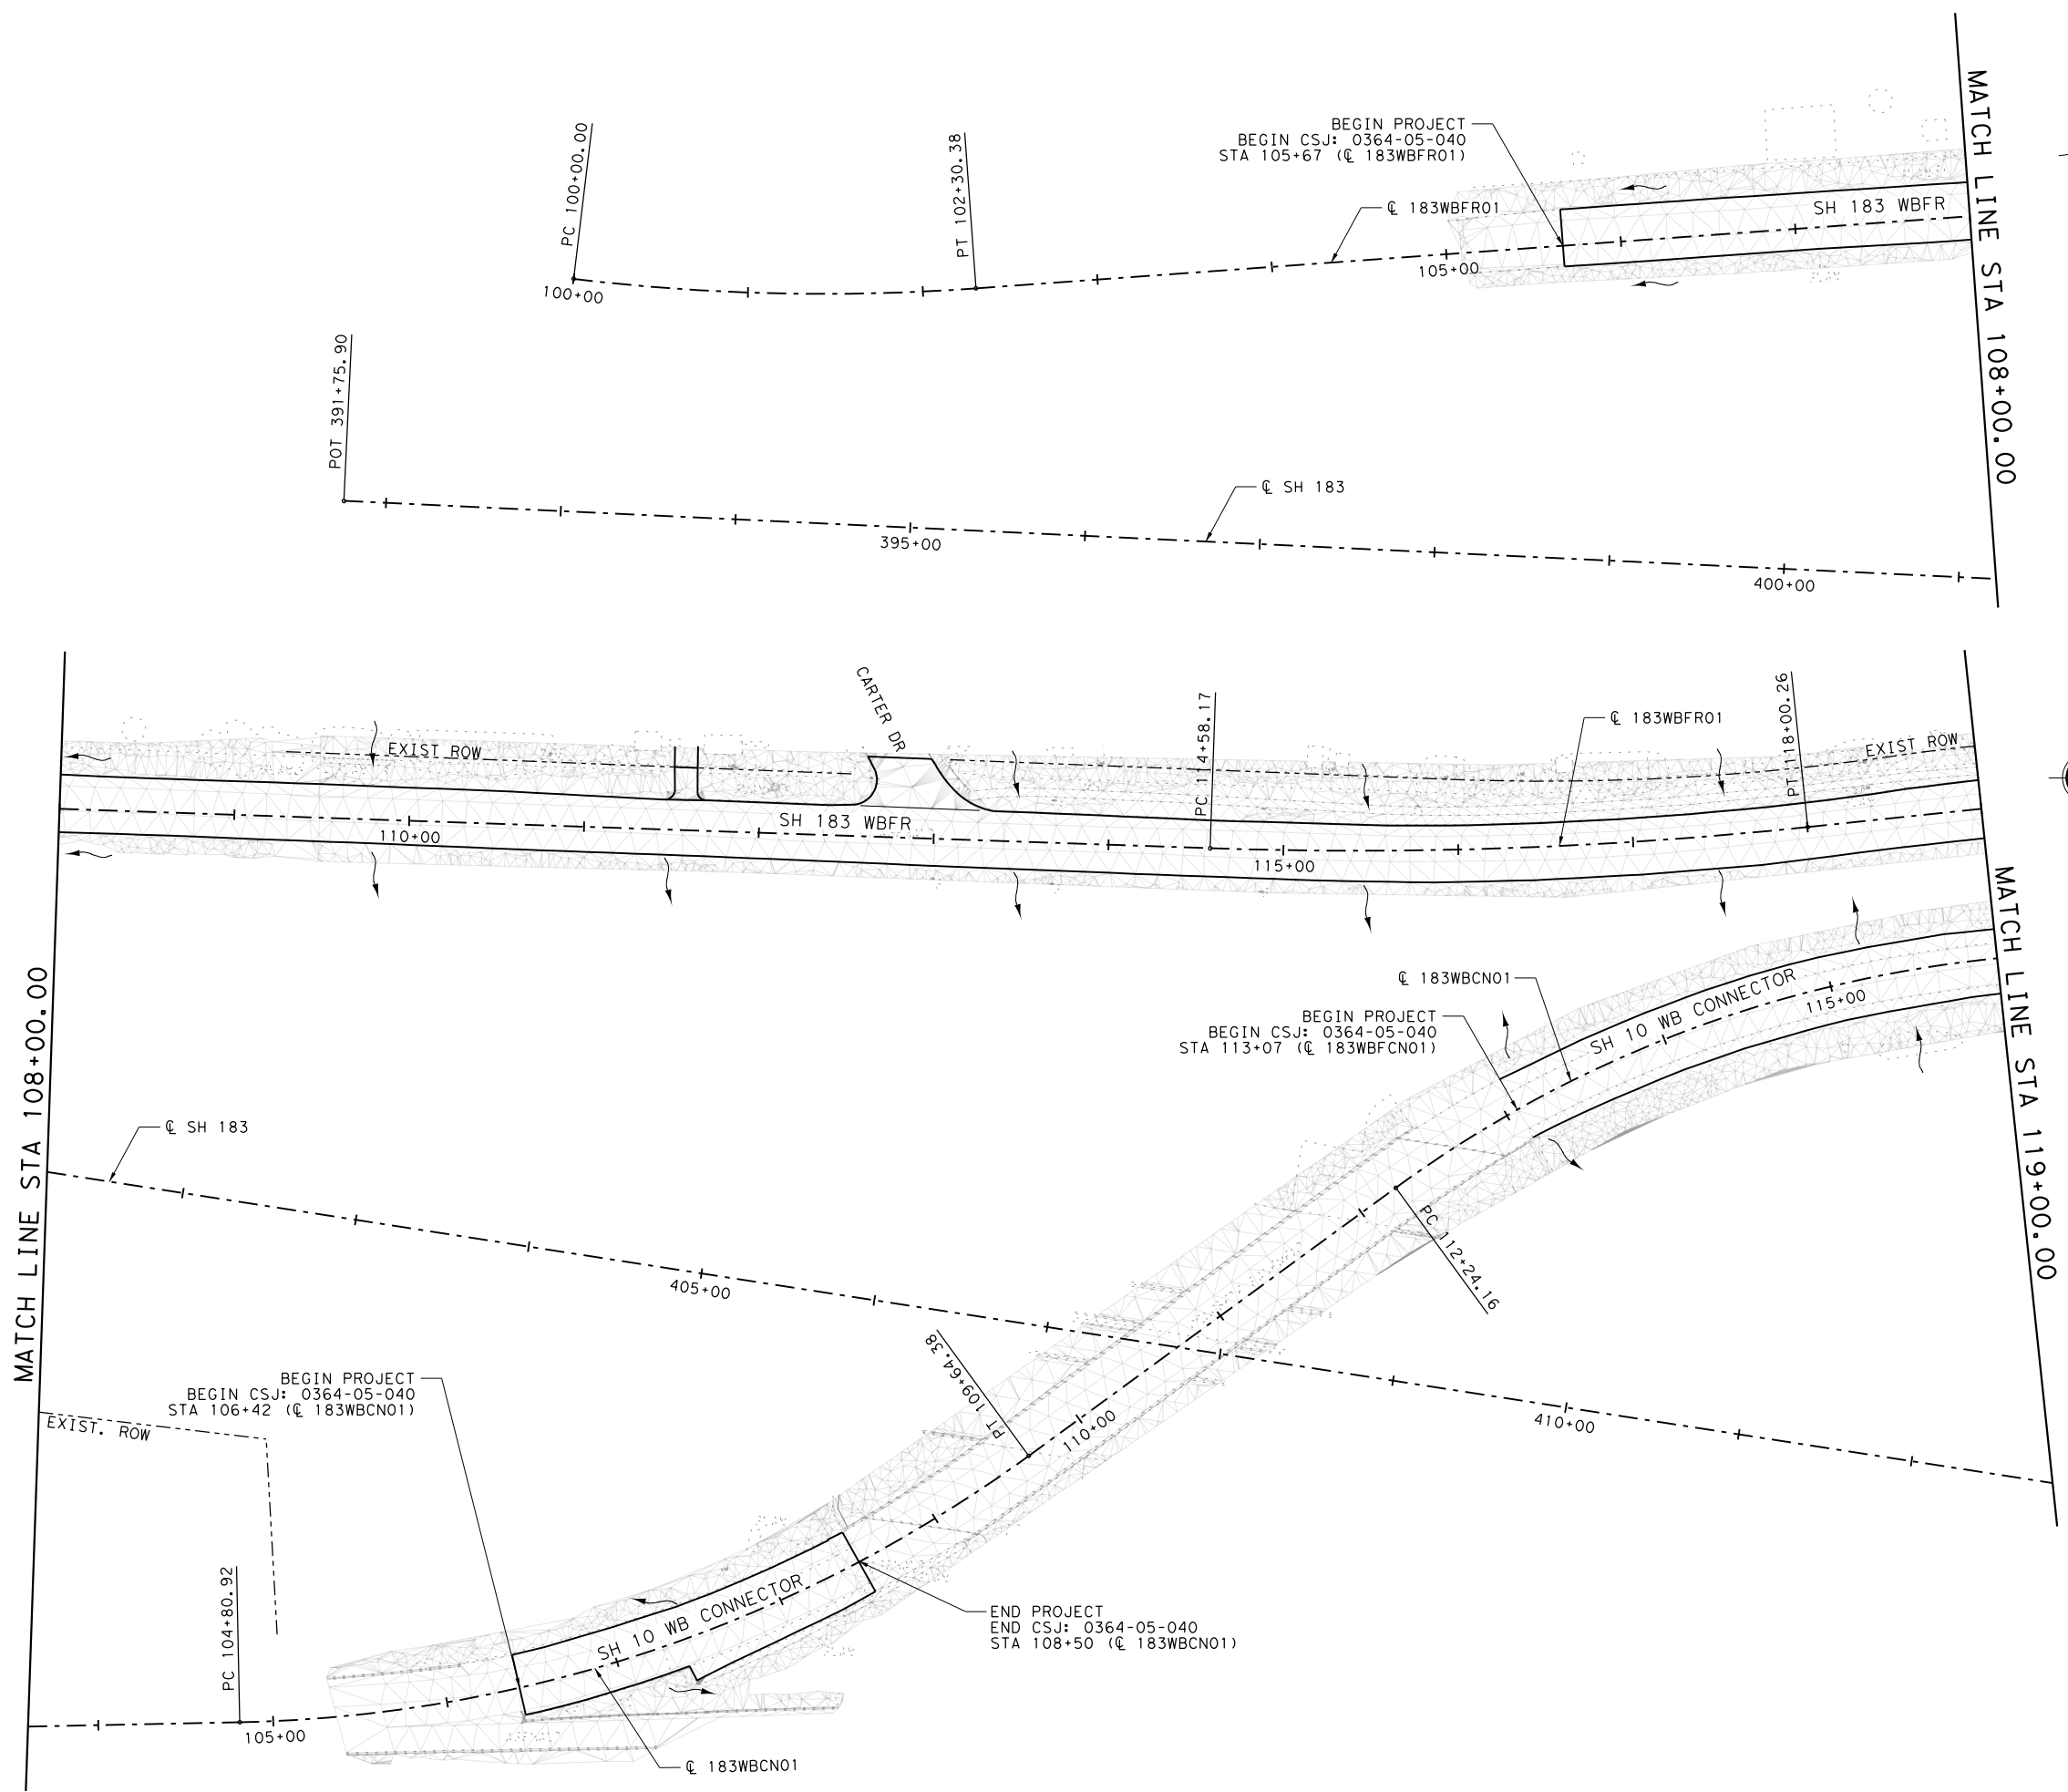 PC 100+00.00
PT 102+30.38
BEGIN PROJECT
BEGIN CSJ: 0364-05-040
STA 105+67 (℄ 183WBFR01)
℄ 183WBFR01
SH 183 WBFR
100+00
105+00
MATCH LINE STA 108+00.00
POT 391+75.90
℄ SH 183
395+00
400+00
MATCH LINE STA 108+00.00
EXIST ROW
CARTER DR
PC 114+58.17
℄ 183WBFR01
PT 118+00.26
EXIST ROW
110+00
SH 183 WBFR
115+00
MATCH LINE STA 119+00.00
℄ 183WBCN01
BEGIN PROJECT
BEGIN CSJ: 0364-05-040
STA 113+07 (℄ 183WBFCN01)
SH 10 WB CONNECTOR
115+00
℄ SH 183
PC 112+24.16
405+00
PT 109+64.38
410+00
110+00
BEGIN PROJECT
BEGIN CSJ: 0364-05-040
STA 106+42 (℄ 183WBCN01)
EXIST. ROW
PC 104+80.92
SH 10 WB CONNECTOR
END PROJECT
END CSJ: 0364-05-040
STA 108+50 (℄ 183WBCN01)
105+00
℄ 183WBCN01